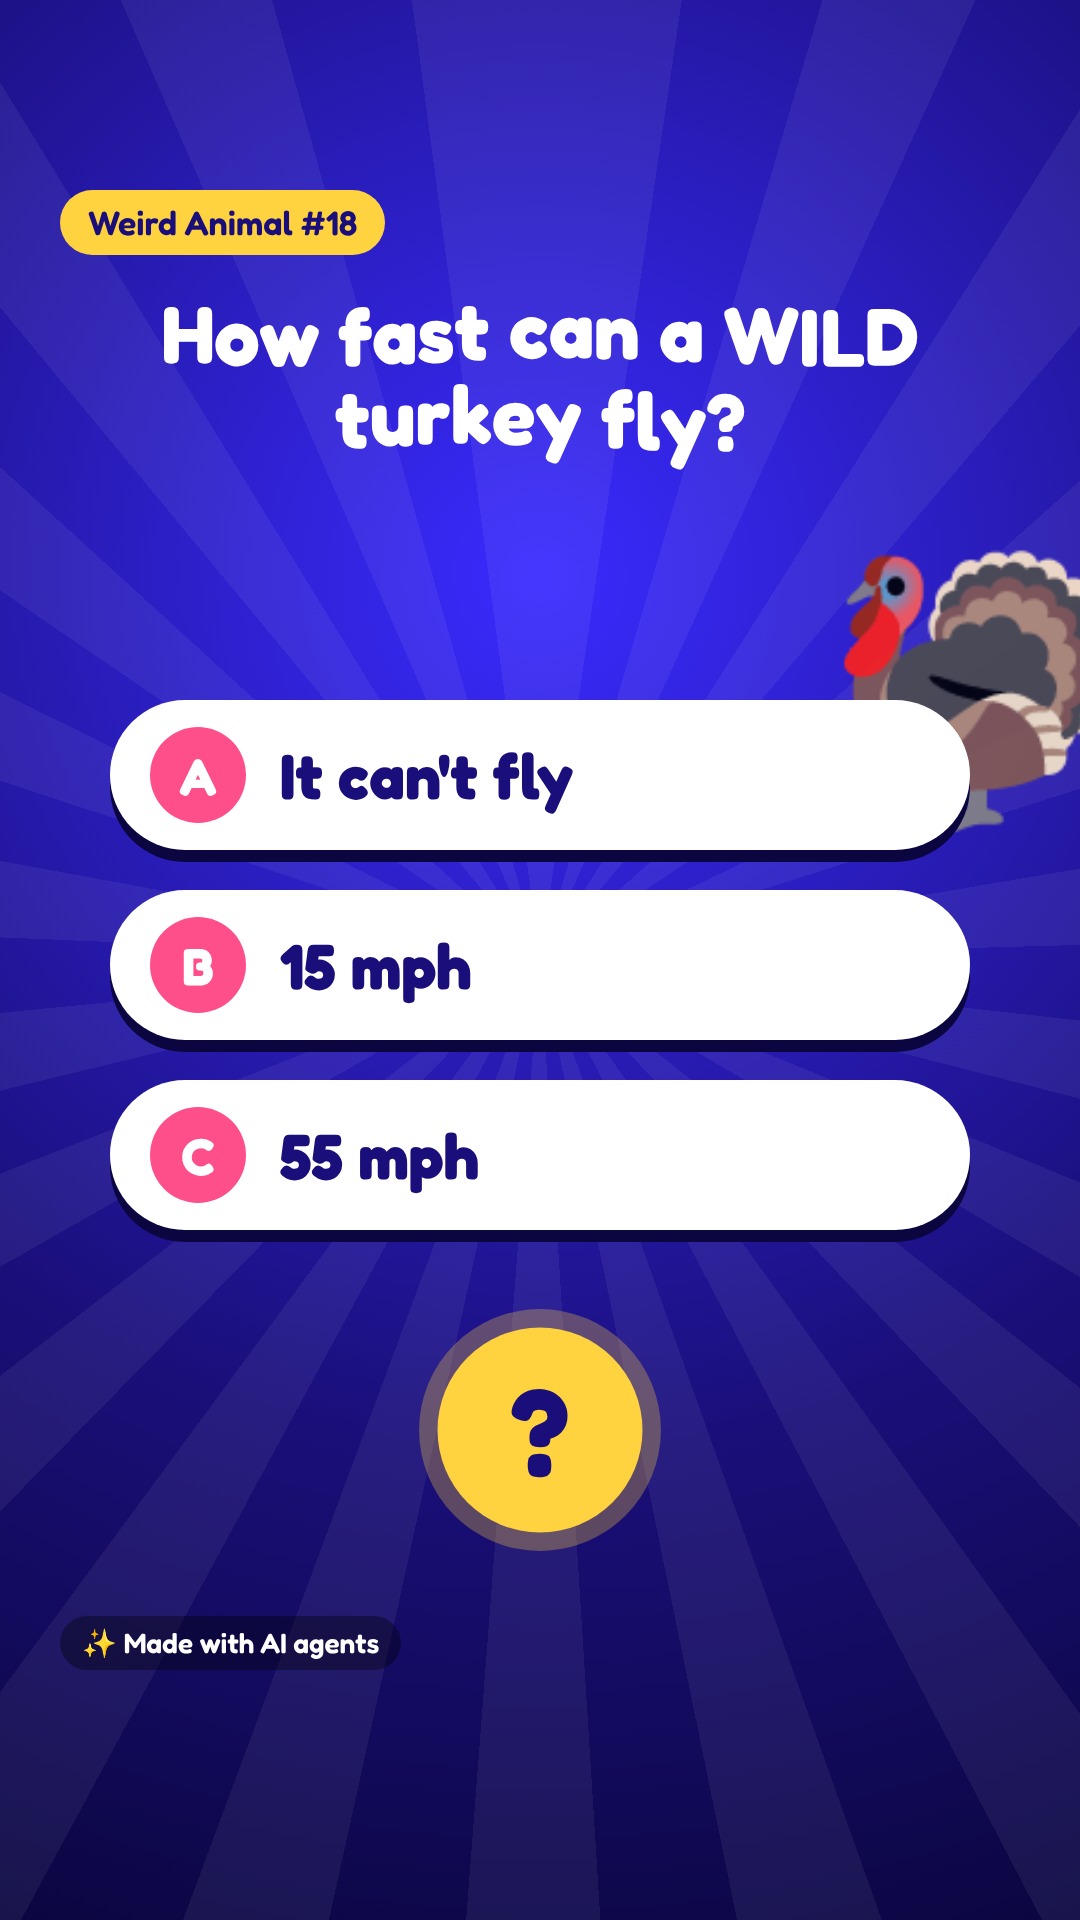 Weird Animal #18
How fast can a WILD
turkey fly?
A It can't fly
B 15 mph
C 55 mph
?
✨ Made with AI agents